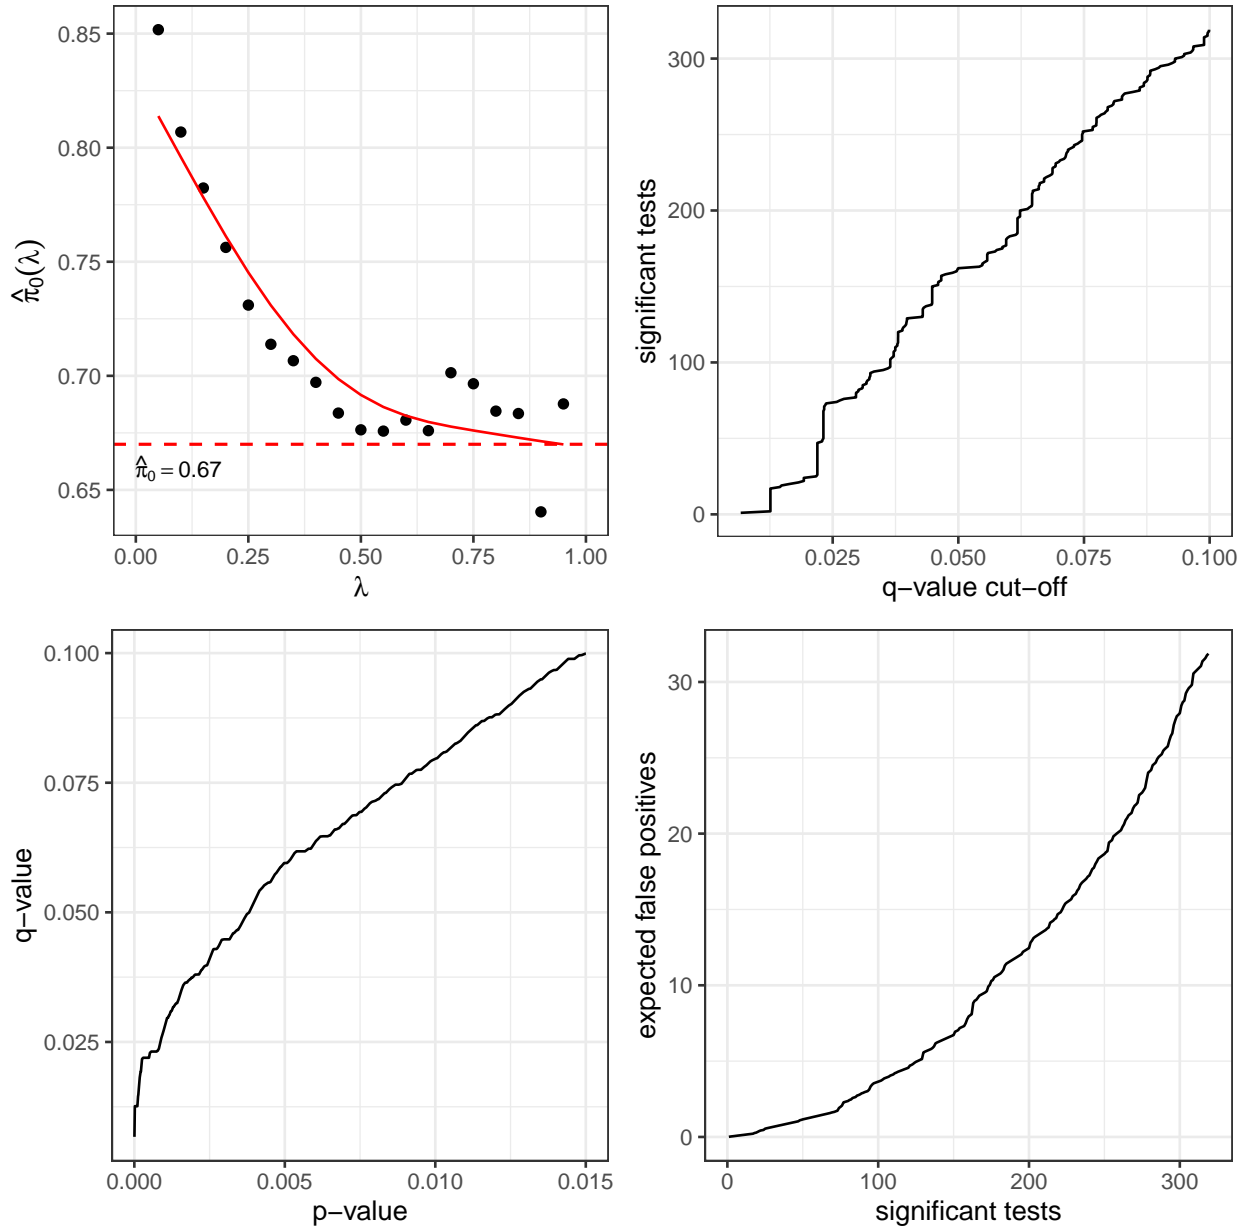 0.85
0.80
0.75
0.70
0.65
π̂₀(λ)
π̂₀ = 0.67
0.00 0.25 0.50 0.75 1.00
λ
300
200
100
0
significant tests
0.025 0.050 0.075 0.100
q−value cut−off
0.100
0.075
0.050
0.025
q−value
0.000 0.005 0.010 0.015
p−value
30
20
10
0
expected false positives
0 100 200 300
significant tests